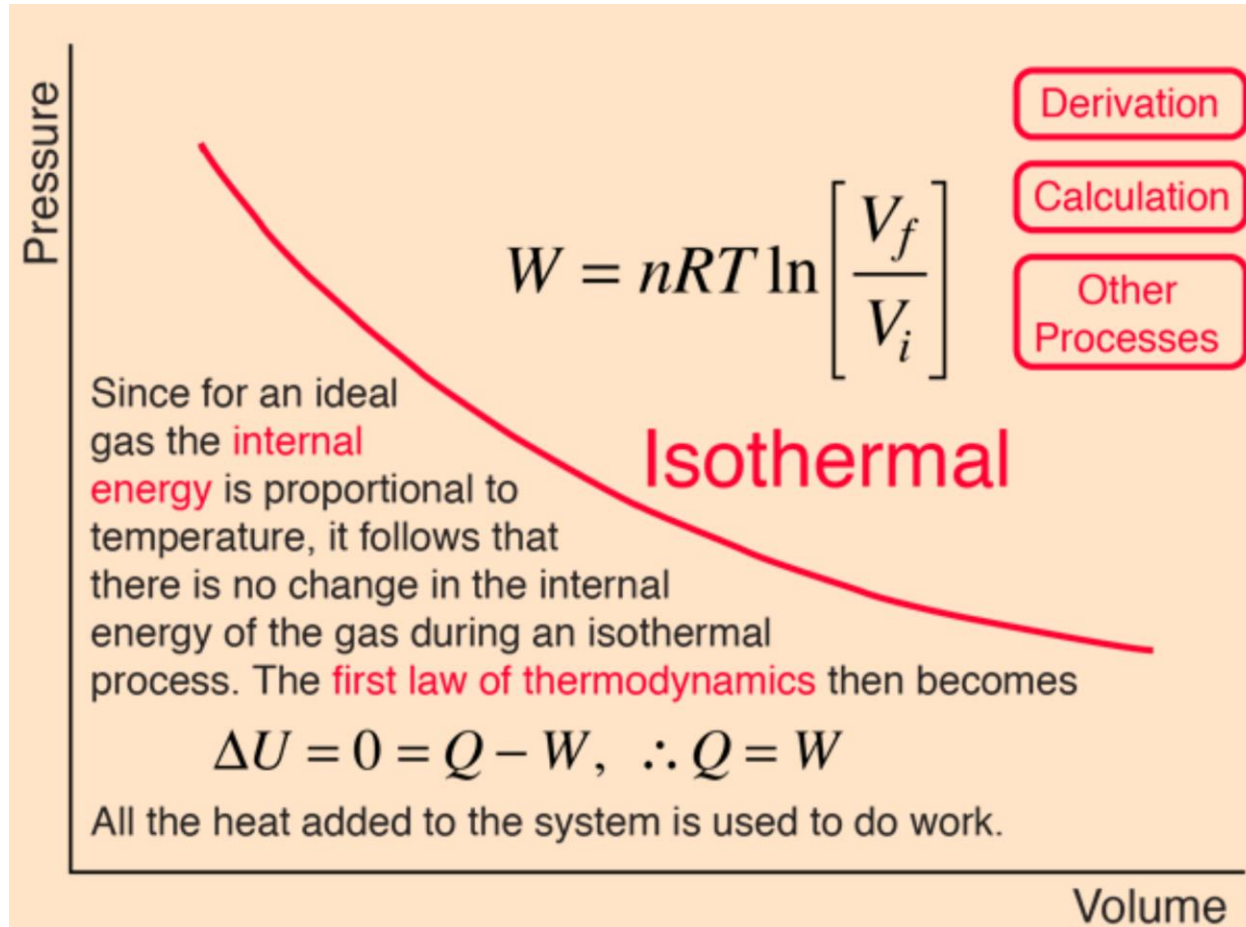 Pressure
Derivation
Calculation
Other
Processes
W = nRT ln[V_f / V_i]
Isothermal
Since for an ideal
gas the internal
energy is proportional to
temperature, it follows that
there is no change in the internal
energy of the gas during an isothermal
process. The first law of thermodynamics then becomes
ΔU = 0 = Q − W, ∴ Q = W
All the heat added to the system is used to do work.
Volume